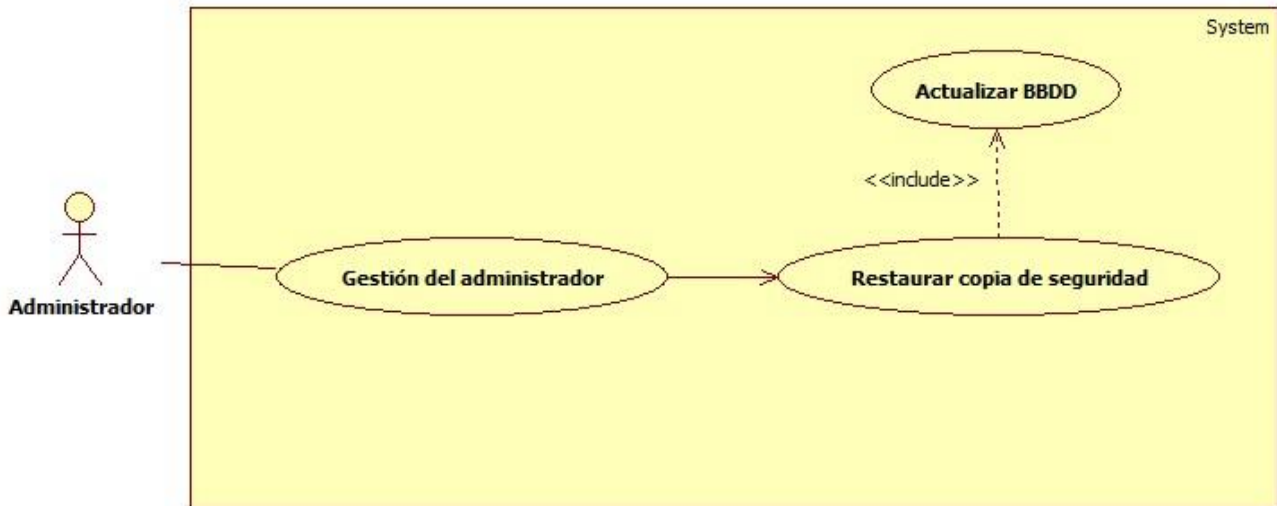 System
Actualizar BBDD
<<include>>
Gestión del administrador
Restaurar copia de seguridad
Administrador